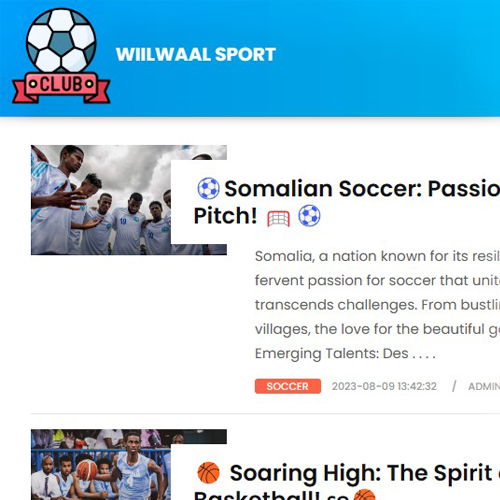 CLUB
WIILWAAL SPORT
Somalian Soccer: Passio
Pitch!
Somalia, a nation known for its resil
fervent passion for soccer that unit
transcends challenges. From bustli
villages, the love for the beautiful g
Emerging Talents: Des . . . .
SOCCER 2023-08-09 13:42:32 / ADMIN
Soaring High: The Spirit
Basketball! so